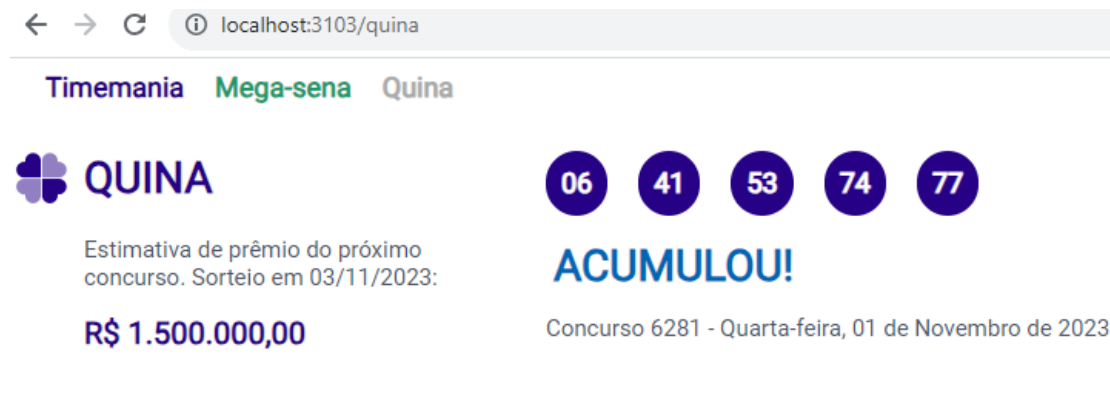 localhost:3103/quina
Timemania Mega-sena Quina
QUINA
Estimativa de prêmio do próximo
concurso. Sorteio em 03/11/2023:
R$ 1.500.000,00
06 41 53 74 77
ACUMULOU!
Concurso 6281 - Quarta-feira, 01 de Novembro de 2023